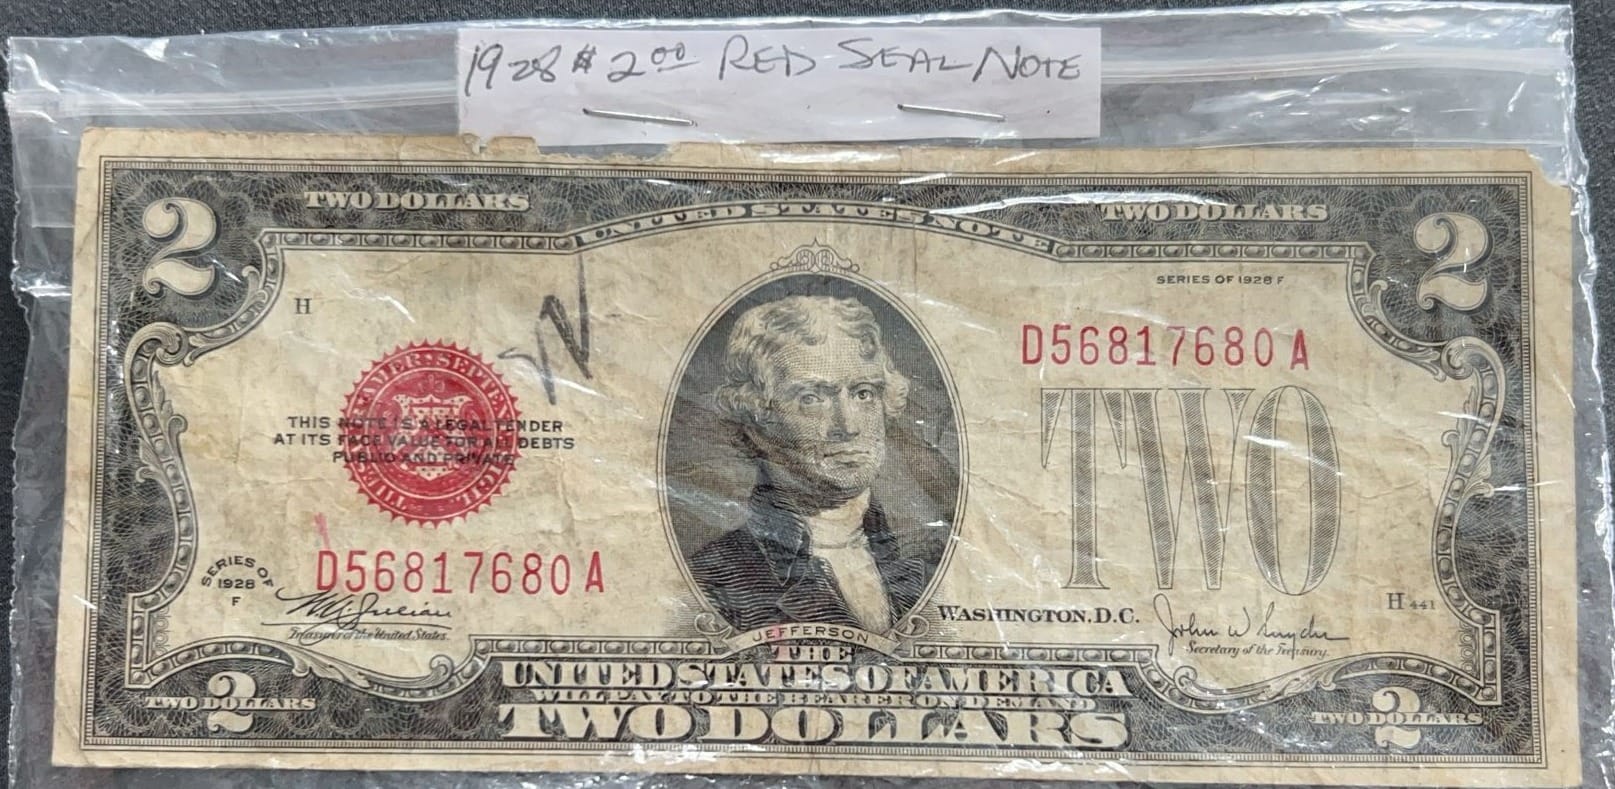 1928 $2.00 RED SEAL NOTE
TWO DOLLARS
UNITED STATES NOTE
TWO DOLLARS
2
2
SERIES OF 1928 F
H
D56817680A
THIS NOTE IS A LEGAL TENDER
AT ITS FACE VALUE FOR ALL DEBTS
PUBLIC AND PRIVATE
TWO
D56817680A
SERIES OF
1928
F
Treasurer of the United States.
WASHINGTON, D.C.
H 441
John W Snyder
Secretary of the Treasury.
JEFFERSON
THE
UNITED STATES OF AMERICA
WILL PAY TO THE BEARER ON DEMAND
TWO DOLLARS
TWO DOLLARS
2
TWO DOLLARS
2